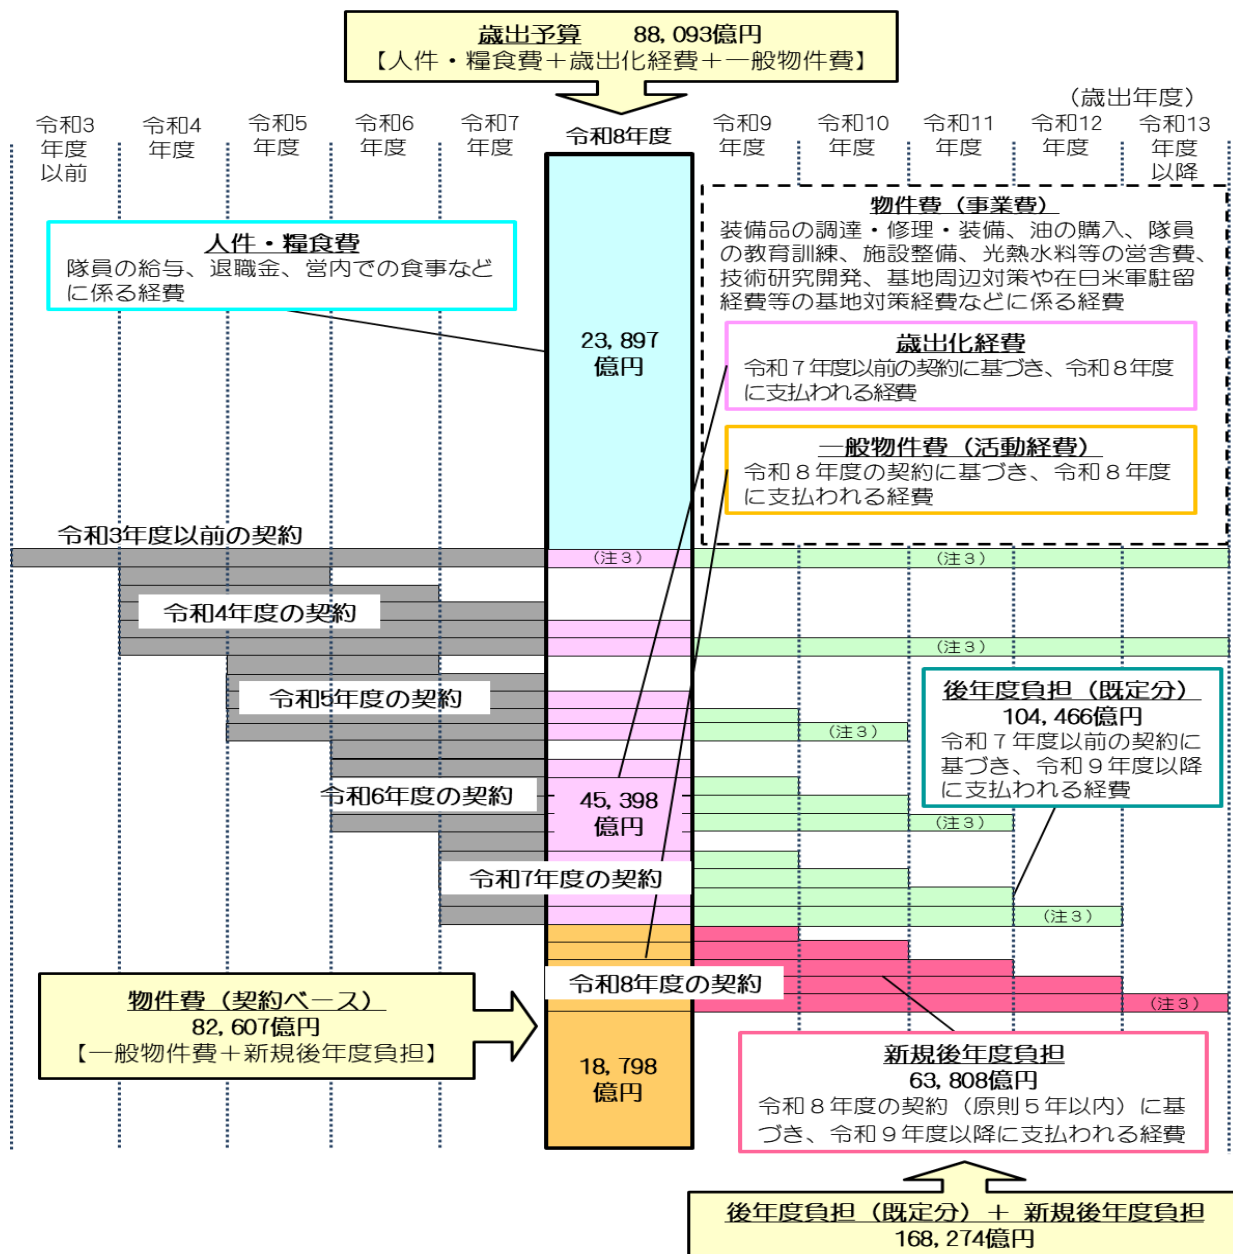 歳出予算　88,093億円
【人件・糧食費＋歳出化経費＋一般物件費】
（歳出年度）
令和3
年度
以前
令和4
年度
令和5
年度
令和6
年度
令和7
年度
令和8年度
令和9
年度
令和10
年度
令和11
年度
令和12
年度
令和13
年度
以降
人件・糧食費
隊員の給与、退職金、営内での食事など
に係る経費
23,897
億円
物件費（事業費）
装備品の調達・修理・装備、油の購入、隊員
の教育訓練、施設整備、光熱水料等の営舎費、
技術研究開発、基地周辺対策や在日米軍駐留
経費等の基地対策経費などに係る経費
歳出化経費
令和７年度以前の契約に基づき、令和８年度
に支払われる経費
一般物件費（活動経費）
令和８年度の契約に基づき、令和８年度
に支払われる経費
令和3年度以前の契約
（注３）
（注３）
令和4年度の契約
（注３）
令和5年度の契約
（注３）
後年度負担（既定分）
104,466億円
令和７年度以前の契約に
基づき、令和９年度以降
に支払われる経費
令和6年度の契約
45,398
億円
（注３）
令和7年度の契約
（注３）
令和8年度の契約
（注３）
物件費（契約ベース）
82,607億円
【一般物件費＋新規後年度負担】
18,798
億円
新規後年度負担
63,808億円
令和８年度の契約（原則５年以内）に基
づき、令和９年度以降に支払われる経費
後年度負担（既定分）＋ 新規後年度負担
168,274億円